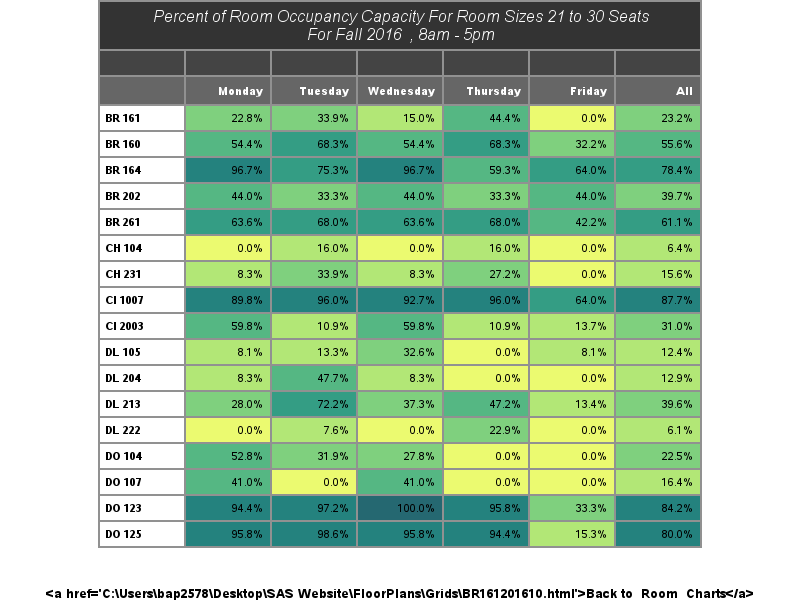 Percent of Room Occupancy Capacity For Room Sizes 21 to 30 Seats
For Fall 2016 , 8am - 5pm
Monday Tuesday Wednesday Thursday Friday All
BR 161 22.8% 33.9% 15.0% 44.4% 0.0% 23.2%
BR 160 54.4% 68.3% 54.4% 68.3% 32.2% 55.6%
BR 164 96.7% 75.3% 96.7% 59.3% 64.0% 78.4%
BR 202 44.0% 33.3% 44.0% 33.3% 44.0% 39.7%
BR 261 63.6% 68.0% 63.6% 68.0% 42.2% 61.1%
CH 104 0.0% 16.0% 0.0% 16.0% 0.0% 6.4%
CH 231 8.3% 33.9% 8.3% 27.2% 0.0% 15.6%
CI 1007 89.8% 96.0% 92.7% 96.0% 64.0% 87.7%
CI 2003 59.8% 10.9% 59.8% 10.9% 13.7% 31.0%
DL 105 8.1% 13.3% 32.6% 0.0% 8.1% 12.4%
DL 204 8.3% 47.7% 8.3% 0.0% 0.0% 12.9%
DL 213 28.0% 72.2% 37.3% 47.2% 13.4% 39.6%
DL 222 0.0% 7.6% 0.0% 22.9% 0.0% 6.1%
DO 104 52.8% 31.9% 27.8% 0.0% 0.0% 22.5%
DO 107 41.0% 0.0% 41.0% 0.0% 0.0% 16.4%
DO 123 94.4% 97.2% 100.0% 95.8% 33.3% 84.2%
DO 125 95.8% 98.6% 95.8% 94.4% 15.3% 80.0%
<a href='C:\Users\bap2578\Desktop\SAS Website\FloorPlans\Grids\BR161201610.html'>Back to Room Charts</a>